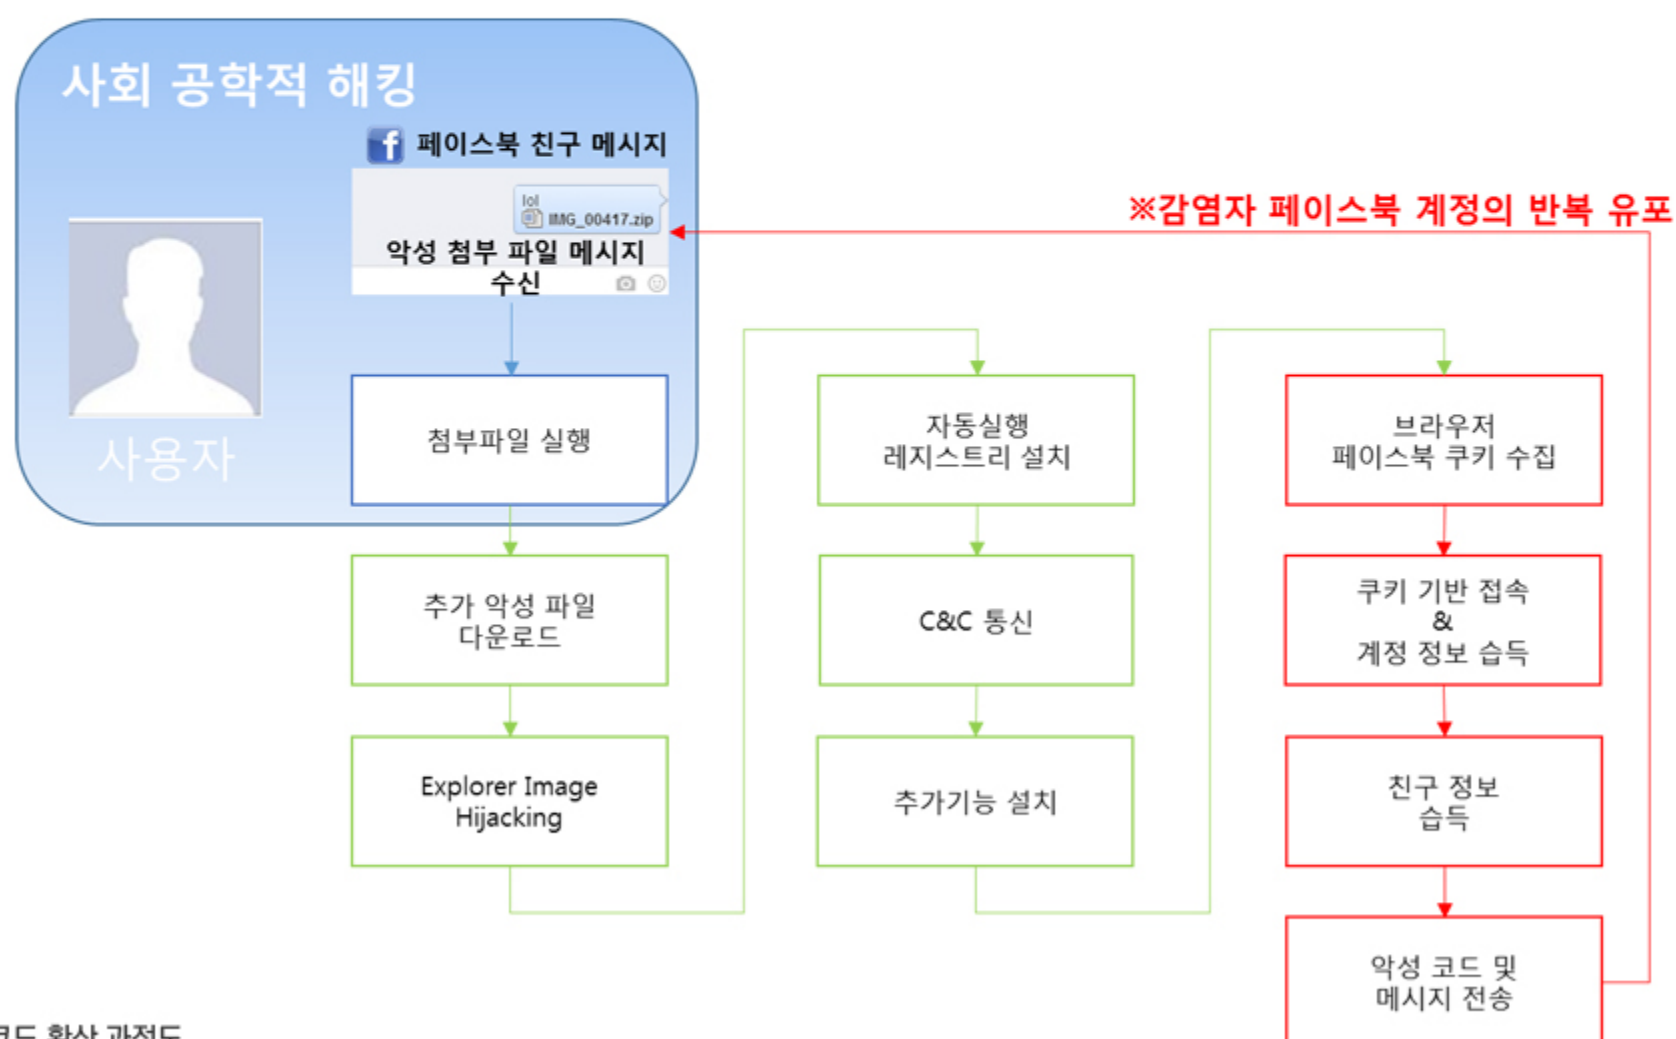 사회 공학적 해킹
f 페이스북 친구 메시지
lol
IMG_00417.zip
악성 첨부 파일 메시지
수신
사용자
※감염자 페이스북 계정의 반복 유포
첨부파일 실행
추가 악성 파일
다운로드
Explorer Image
Hijacking
자동실행
레지스트리 설치
C&C 통신
추가기능 설치
브라우저
페이스북 쿠키 수집
쿠키 기반 접속
&
계정 정보 습득
친구 정보
습득
악성 코드 및
메시지 전송
확산 과정도